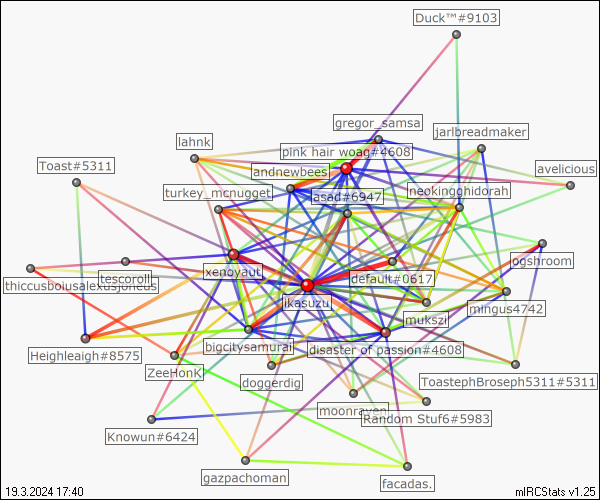 Duck™#9103
gregor_samsa
jarlbreadmaker
lahnk
pink hair woag#4608
Toast#5311
andnewbees
avelicious
turkey_mcnugget
neokingghidorah
asad#6947
ogshroom
xenoyaut
tescoroll
default#0617
thiccusboiusalexusjuricus
jikasuzu
mukszi
mingus4742
bigcitysamurai
disaster of passion#4608
Heighleaigh#8575
ZeeHonK
doggerdig
ToastephBroseph5311#5311
moonraven
Random Stuf6#5983
Knowun#6424
gazpachoman
facadas.
19.3.2024 17:40
mIRCStats v1.25